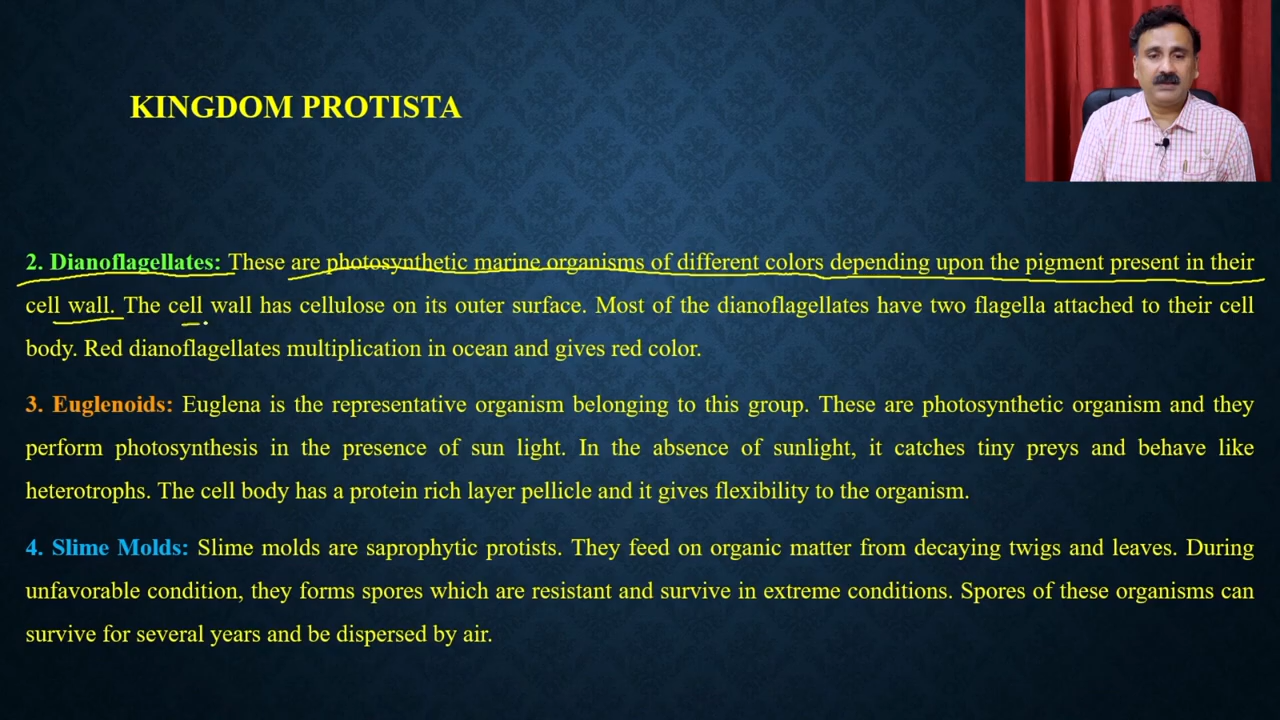 KINGDOM PROTISTA
2. Dianoflagellates: These are photosynthetic marine organisms of different colors depending upon the pigment present in their
cell wall. The cell wall has cellulose on its outer surface. Most of the dianoflagellates have two flagella attached to their cell
body. Red dianoflagellates multiplication in ocean and gives red color.
3. Euglenoids: Euglena is the representative organism belonging to this group. These are photosynthetic organism and they
perform photosynthesis in the presence of sun light. In the absence of sunlight, it catches tiny preys and behave like
heterotrophs. The cell body has a protein rich layer pellicle and it gives flexibility to the organism.
4. Slime Molds: Slime molds are saprophytic protists. They feed on organic matter from decaying twigs and leaves. During
unfavorable condition, they forms spores which are resistant and survive in extreme conditions. Spores of these organisms can
survive for several years and be dispersed by air.